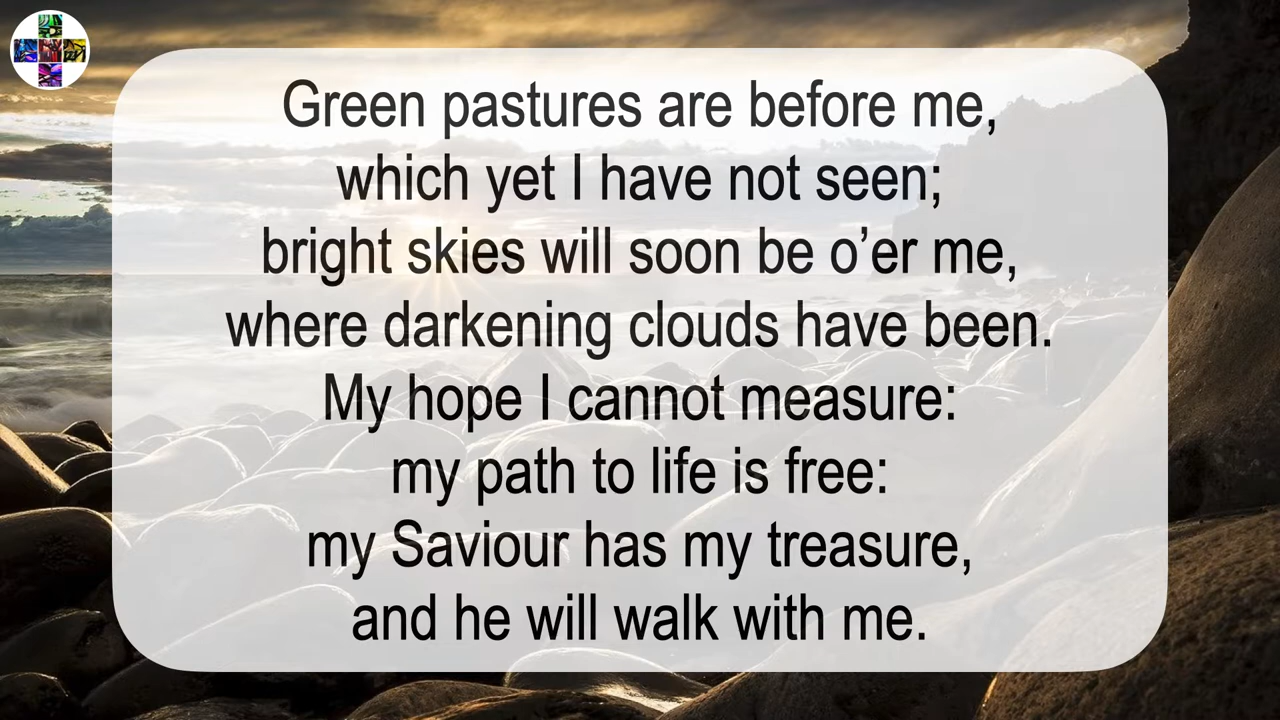 Green pastures are before me,
which yet I have not seen;
bright skies will soon be o’er me,
where darkening clouds have been.
My hope I cannot measure:
my path to life is free:
my Saviour has my treasure,
and he will walk with me.